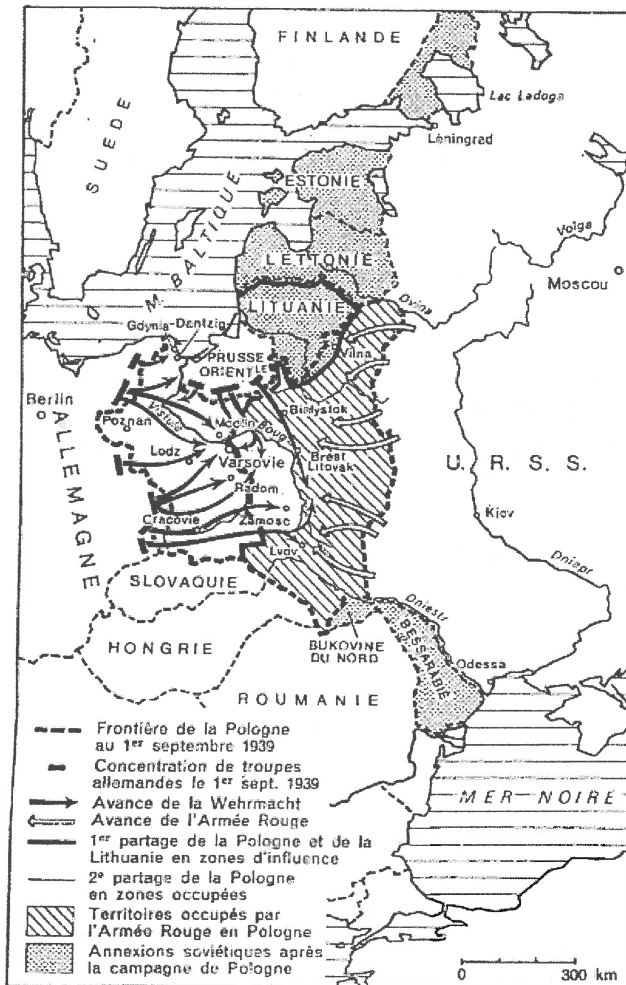 FINLANDE
Lac Ladoga
Léningrad
SUEDE
ESTONIE
M. BALTIQUE
Volga
LETTONIE
Moscou
LITUANIE
Dvina
Gdynia-Dantzig
PRUSSE
ORIENTLE
Vilna
Berlin
Bialystok
Vistule
Modlin
Boug
Poznan
ALLEMAGNE
Lodz
Varsovie
Brest
Litovsk
U.R.S.S.
Radom
Cracovie
Zamosc
Kiev
Lvov
SLOVAQUIE
Dniepr
Dniestr
HONGRIE
BUKOVINE
DU NORD
BESSARABIE
Odessa
ROUMANIE
MER NOIRE
Frontière de la Pologne
au 1er septembre 1939
Concentration de troupes
allemandes le 1er sept. 1939
Avance de la Wehrmacht
Avance de l'Armée Rouge
1er partage de la Pologne et de la
Lithuanie en zones d'influence
2e partage de la Pologne
en zones occupées
Territoires occupés par
l'Armée Rouge en Pologne
Annexions soviétiques après
la campagne de Pologne
0 300 km